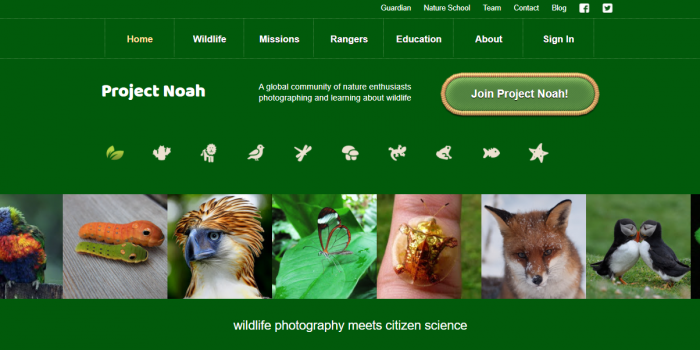 Guardian Nature School Team Contact Blog
Home Wildlife Missions Rangers Education About Sign In
Project Noah
A global community of nature enthusiasts
photographing and learning about wildlife
Join Project Noah!
wildlife photography meets citizen science